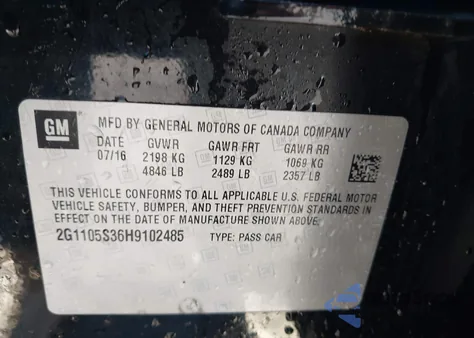 GM
MFD BY GENERAL MOTORS OF CANADA COMPANY
DATE GVWR GAWR FRT GAWR RR
07/16 2198 KG 1129 KG 1069 KG
4846 LB 2489 LB 2357 LB
THIS VEHICLE CONFORMS TO ALL APPLICABLE U.S. FEDERAL MOTOR
VEHICLE SAFETY, BUMPER, AND THEFT PREVENTION STANDARDS IN
EFFECT ON THE DATE OF MANUFACTURE SHOWN ABOVE.
2G1105S36H9102485 TYPE: PASS CAR